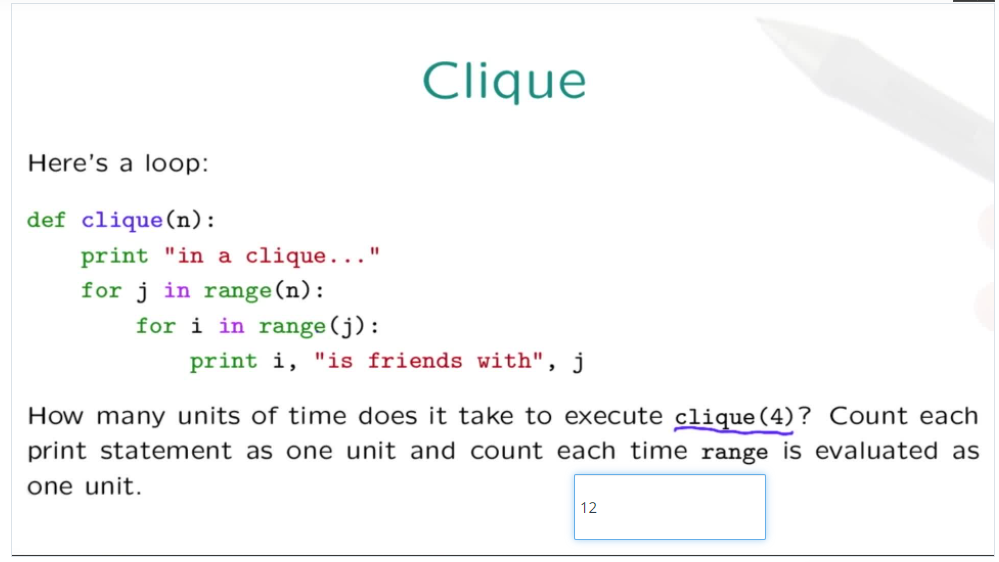 Clique
Here's a loop:
def clique(n):
    print "in a clique..."
    for j in range(n):
        for i in range(j):
            print i, "is friends with", j
How many units of time does it take to execute clique(4)? Count each
print statement as one unit and count each time range is evaluated as
one unit.
12